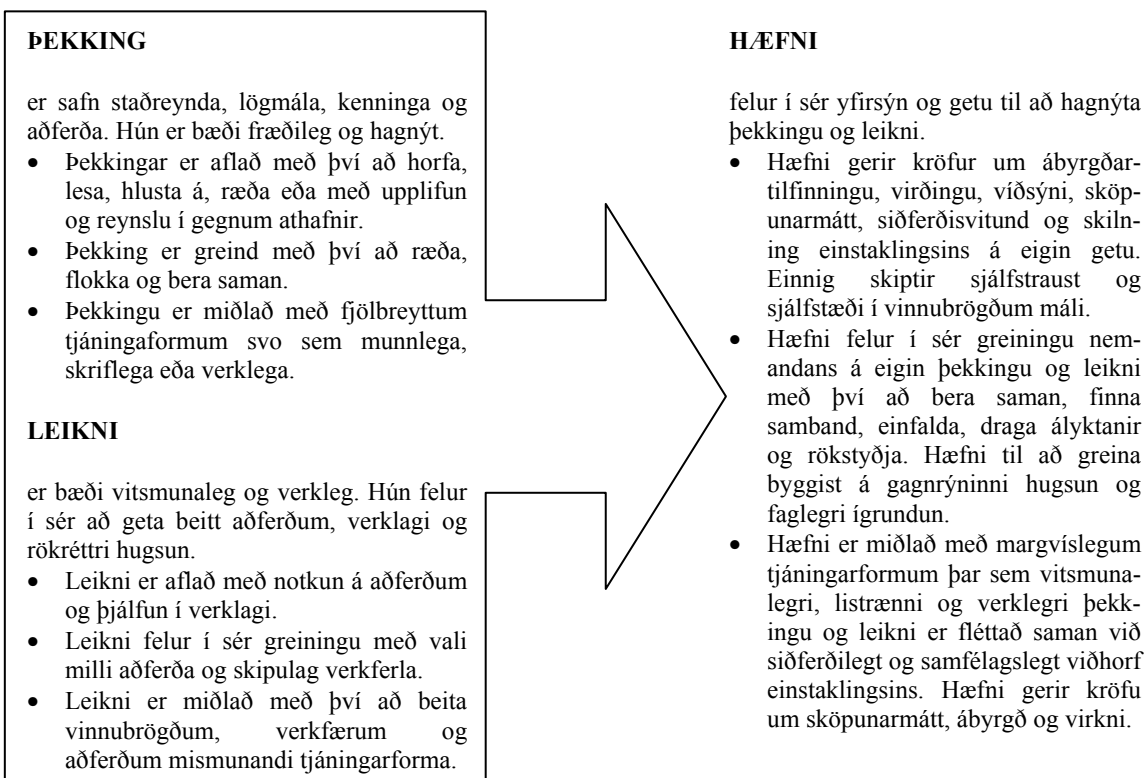 ÞEKKING
er safn staðreynda, lögmála, kenninga og
aðferða. Hún er bæði fræðileg og hagnýt.
• Þekkingar er aflað með því að horfa,
lesa, hlusta á, ræða eða með upplifun
og reynslu í gegnum athafnir.
• Þekking er greind með því að ræða,
flokka og bera saman.
• Þekkingu er miðlað með fjölbreyttum
tjáningaformum svo sem munnlega,
skriflega eða verklega.
LEIKNI
er bæði vitsmunaleg og verkleg. Hún felur
í sér að geta beitt aðferðum, verklagi og
rökréttri hugsun.
• Leikni er aflað með notkun á aðferðum
og þjálfun í verklagi.
• Leikni felur í sér greiningu með vali
milli aðferða og skipulag verkferla.
• Leikni er miðlað með því að beita
vinnubrögðum, verkfærum og
aðferðum mismunandi tjáningarforma.
HÆFNI
felur í sér yfirsýn og getu til að hagnýta
þekkingu og leikni.
• Hæfni gerir kröfur um ábyrgðar-
tilfinningu, virðingu, víðsýni, sköp-
unarmátt, siðferðisvitund og skiln-
ing einstaklingsins á eigin getu.
Einnig skiptir sjálfstraust og
sjálfstæði í vinnubrögðum máli.
• Hæfni felur í sér greiningu nem-
andans á eigin þekkingu og leikni
með því að bera saman, finna
samband, einfalda, draga ályktanir
og rökstyðja. Hæfni til að greina
byggist á gagnrýninni hugsun og
faglegri ígrundun.
• Hæfni er miðlað með margvíslegum
tjáningarformum þar sem vitsmuna-
legri, listrænni og verklegri þekk-
ingu og leikni er fléttað saman við
siðferðilegt og samfélagslegt viðhorf
einstaklingsins. Hæfni gerir kröfu
um sköpunarmátt, ábyrgð og virkni.